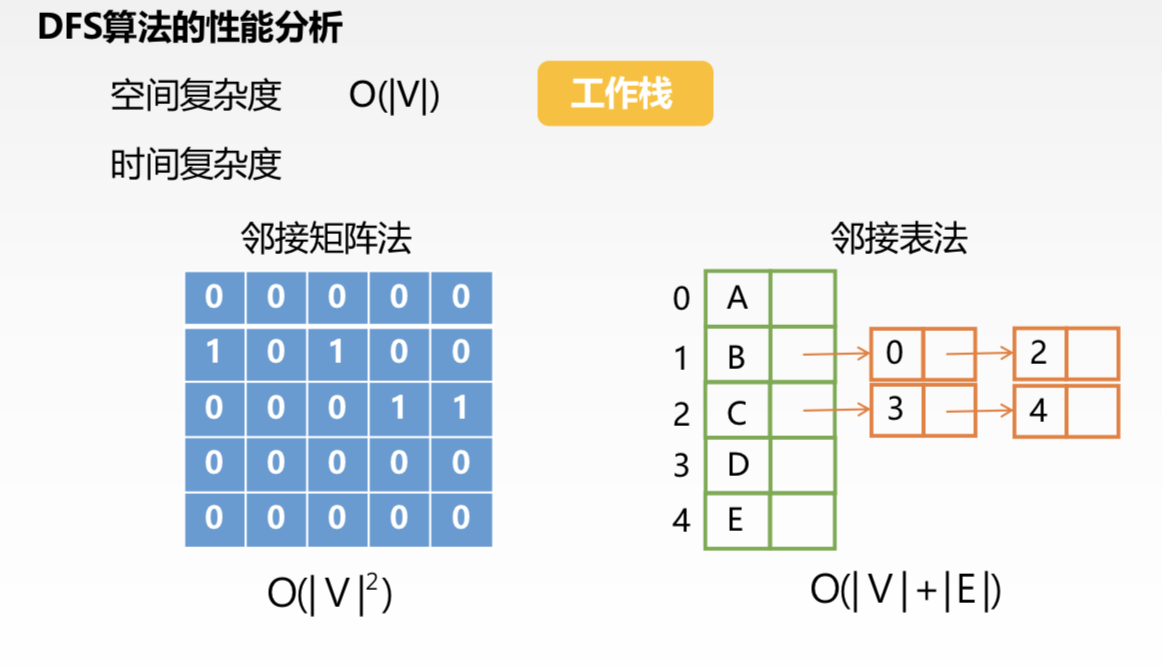 DFS算法的性能分析
空间复杂度 O(|V|) 工作栈
时间复杂度
邻接矩阵法
0 0 0 0 0
1 0 1 0 0
0 0 0 1 1
0 0 0 0 0
0 0 0 0 0
O(|V|²)
邻接表法
0 A
1 B 0 2
2 C 3 4
3 D
4 E
O(|V|+|E|)